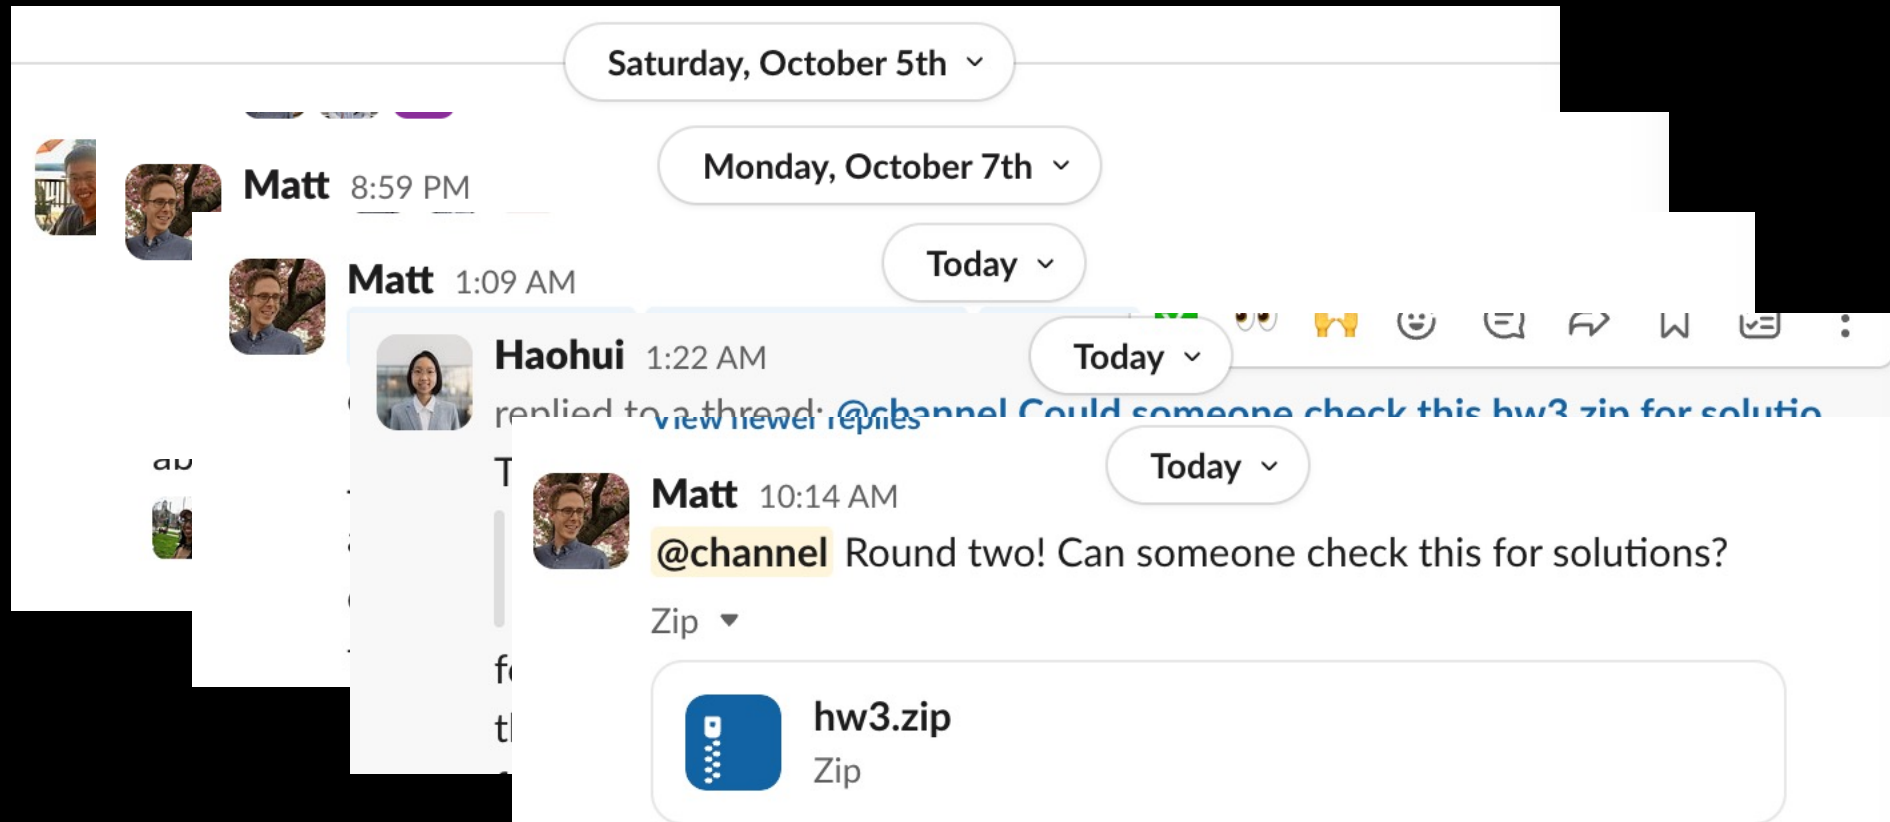 Saturday, October 5th
Monday, October 7th
Matt 8:59 PM
Today
Matt 1:09 AM
Today
Haohui 1:22 AM
replied to a thread: @channel Could someone check this hw3.zip for solutio
View newer replies
Today
Matt 10:14 AM
@channel Round two! Can someone check this for solutions?
Zip
hw3.zip
Zip